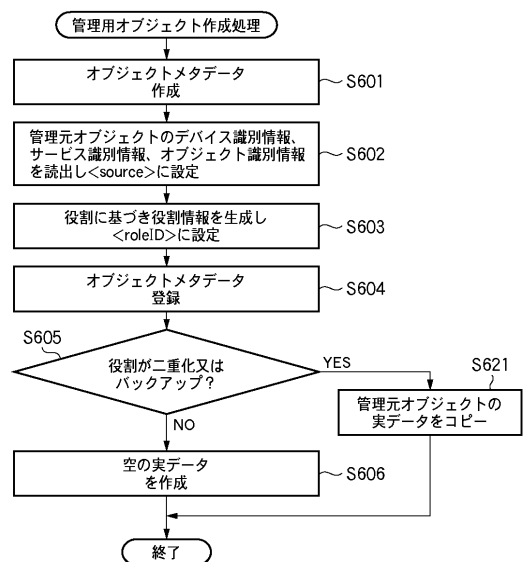 管理用オブジェクト作成処理
オブジェクトメタデータ
作成
S601
管理元オブジェクトのデバイス識別情報、
サービス識別情報、オブジェクト識別情報
を読出し<source>に設定
S602
役割に基づき役割情報を生成し
<roleID>に設定
S603
オブジェクトメタデータ
登録
S604
S605
役割が二重化又は
バックアップ?
YES
S621
管理元オブジェクトの
実データをコピー
NO
空の実データ
を作成
S606
終了